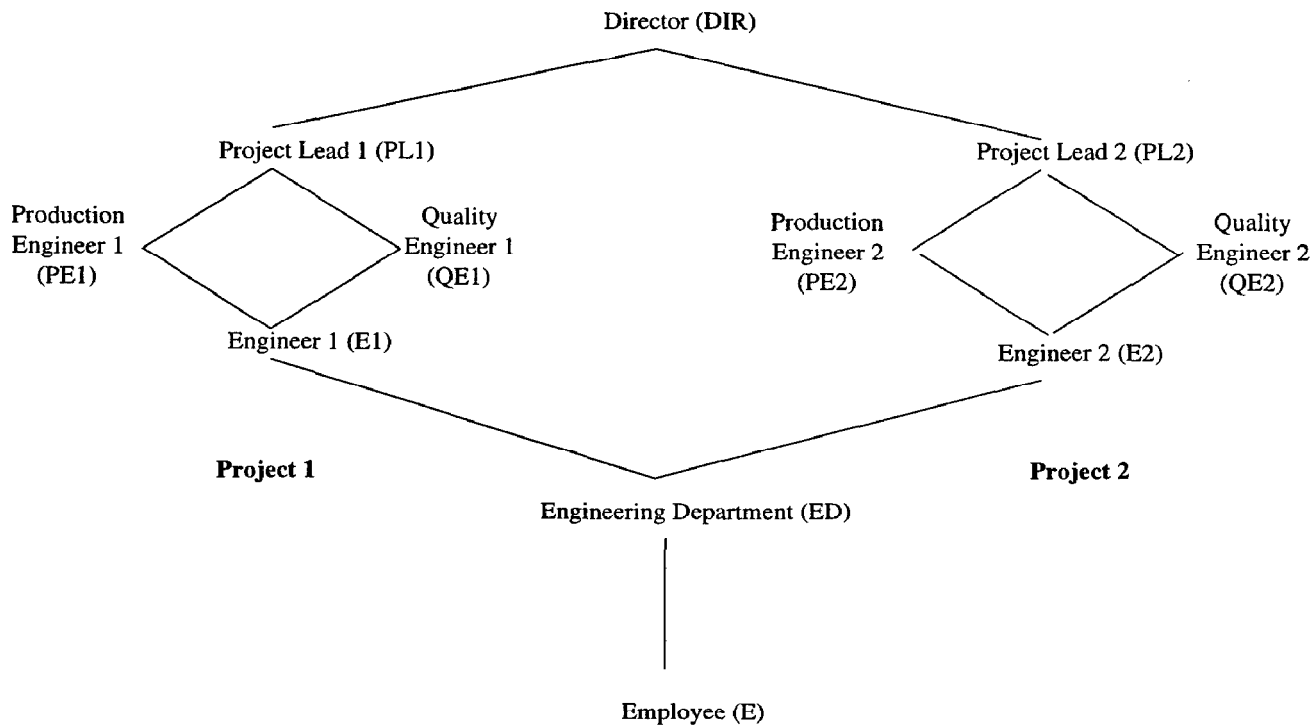 Director (DIR)
Project Lead 1 (PL1)
Project Lead 2 (PL2)
Production
Engineer 1
(PE1)
Quality
Engineer 1
(QE1)
Production
Engineer 2
(PE2)
Quality
Engineer 2
(QE2)
Engineer 1 (E1)
Engineer 2 (E2)
Project 1
Project 2
Engineering Department (ED)
Employee (E)